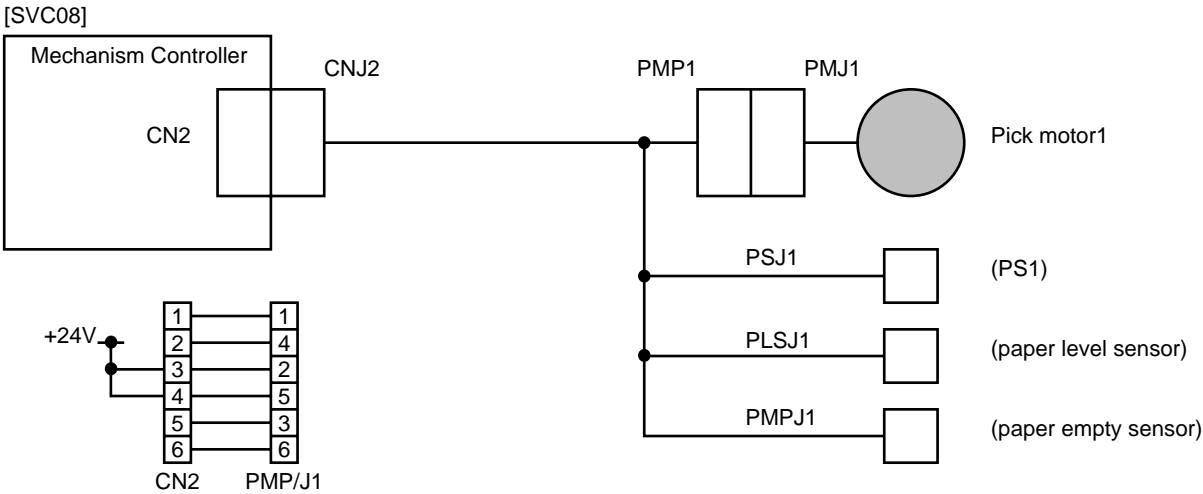 [SVC08]
Mechanism Controller
CNJ2
PMP1
PMJ1
CN2
Pick motor1
PSJ1
(PS1)
PLSJ1
(paper level sensor)
PMPJ1
(paper empty sensor)
+24V
1 1
2 4
3 2
4 5
5 3
6 6
CN2 PMP/J1